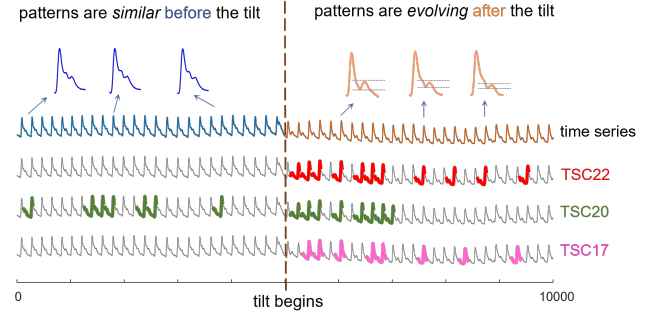 patterns are similar before the tilt
patterns are evolving after the tilt
time series
TSC22
TSC20
TSC17
0
tilt begins
10000